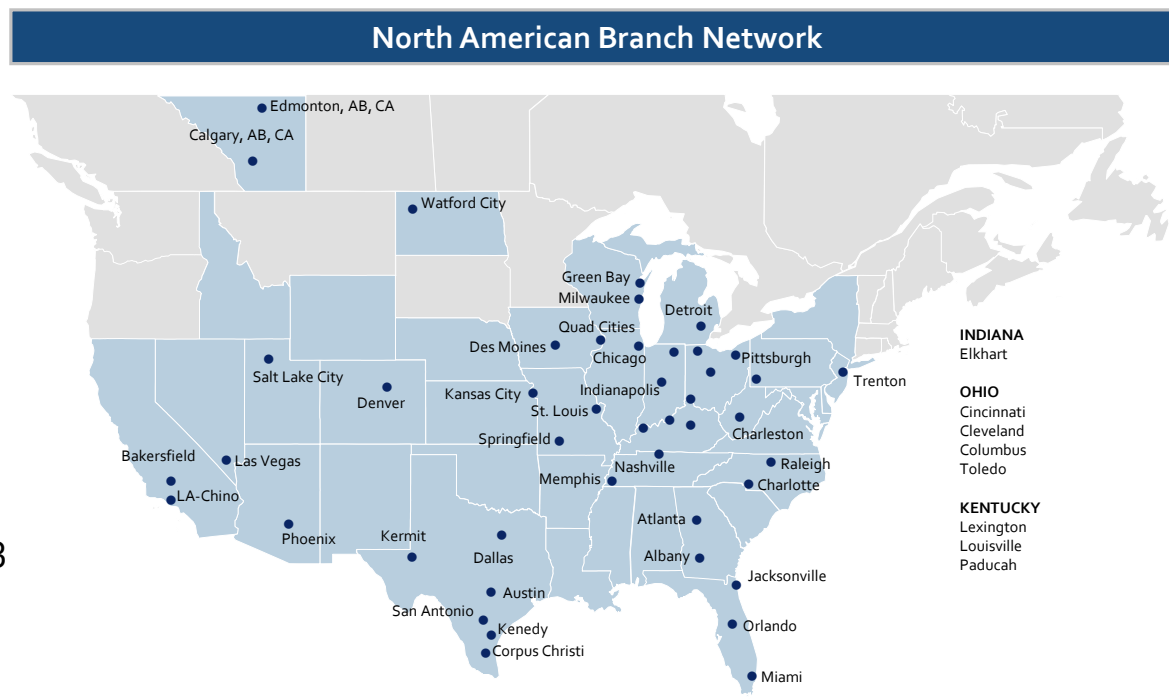 North American Branch Network
Edmonton, AB, CA
Calgary, AB, CA
Watford City
Green Bay
Milwaukee
Detroit
Quad Cities
Des Moines
Chicago
Pittsburgh
Salt Lake City
Trenton
Denver
Kansas City
Indianapolis
St. Louis
Springfield
Charleston
Bakersfield
Las Vegas
Nashville
Raleigh
LA-Chino
Memphis
Charlotte
Phoenix
Kermit
Dallas
Atlanta
Albany
Jacksonville
Austin
San Antonio
Kenedy
Orlando
Corpus Christi
Miami
INDIANA
Elkhart
OHIO
Cincinnati
Cleveland
Columbus
Toledo
KENTUCKY
Lexington
Louisville
Paducah